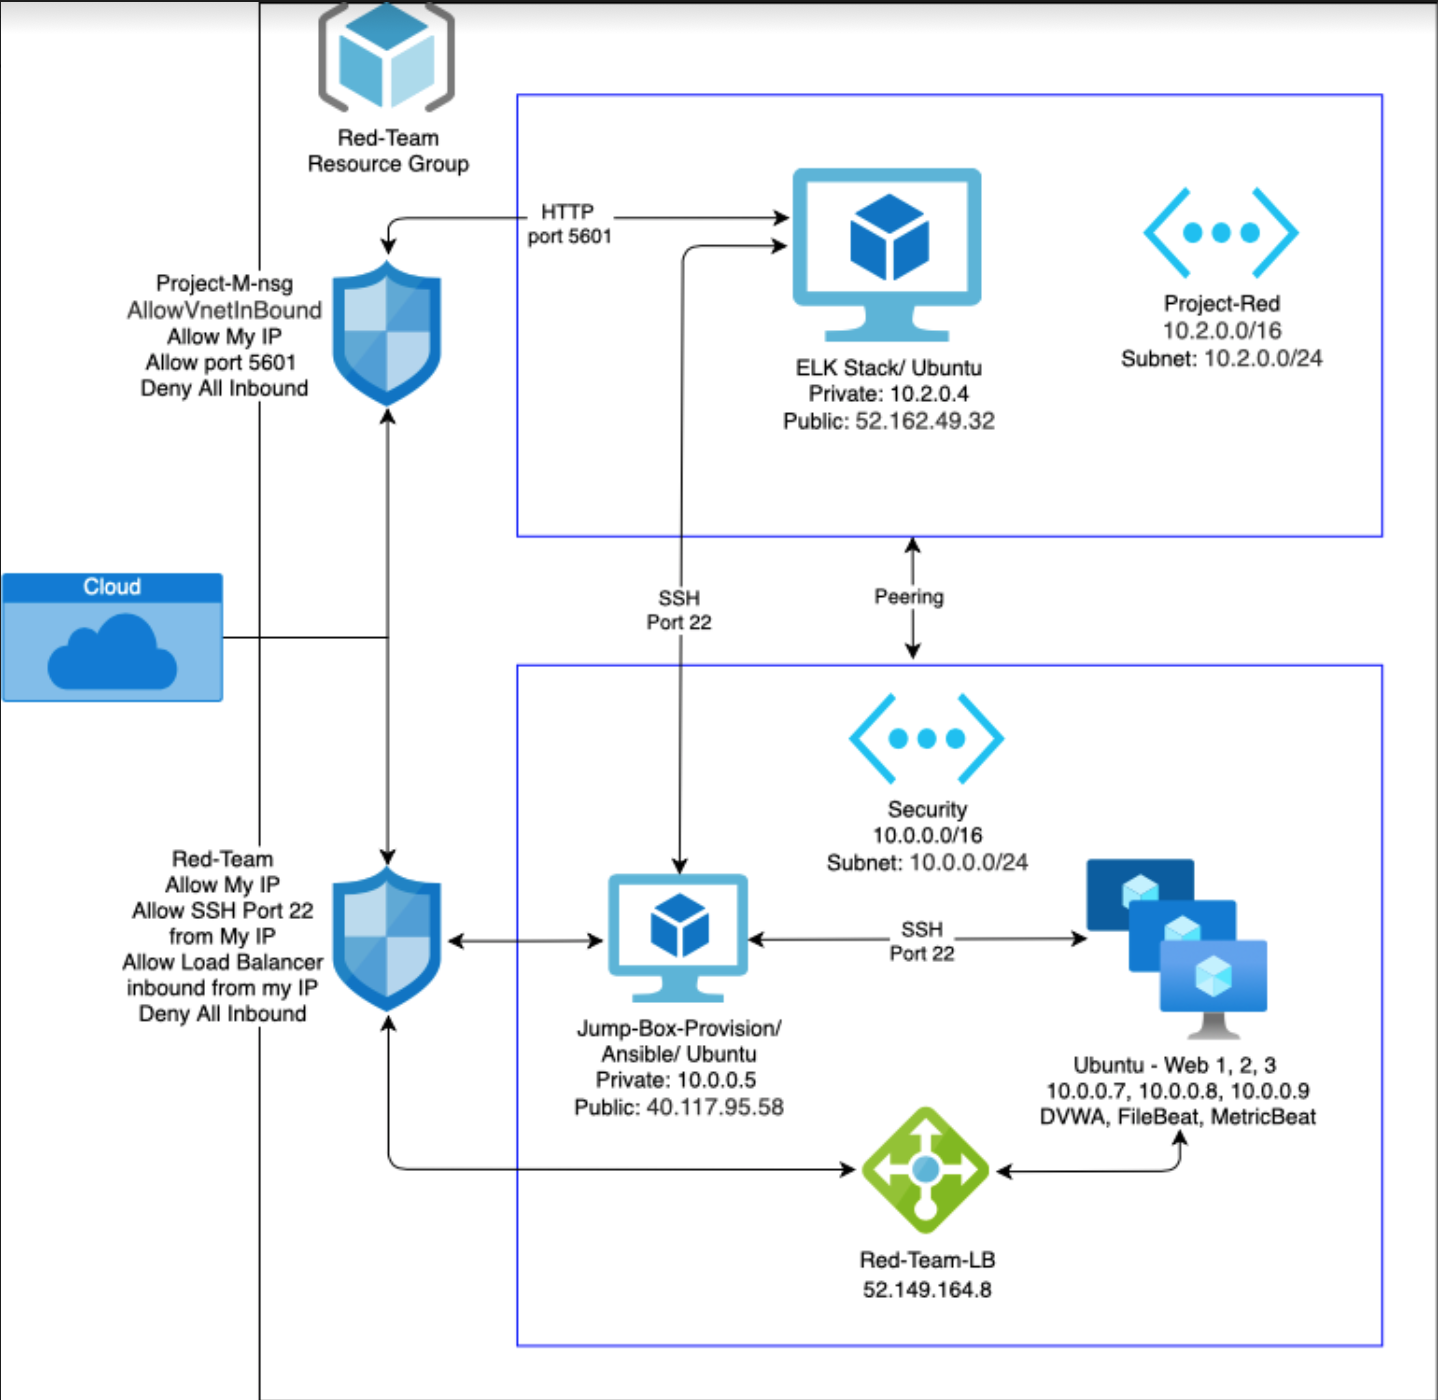 Red-Team
Resource Group
HTTP
port 5601
Project-M-nsg
AllowVnetInBound
Allow My IP
Allow port 5601
Deny All Inbound
ELK Stack/ Ubuntu
Private: 10.2.0.4
Public: 52.162.49.32
Project-Red
10.2.0.0/16
Subnet: 10.2.0.0/24
Cloud
SSH
Port 22
Peering
Security
10.0.0.0/16
Subnet: 10.0.0.0/24
Red-Team
Allow My IP
Allow SSH Port 22
from My IP
Allow Load Balancer
inbound from my IP
Deny All Inbound
SSH
Port 22
Jump-Box-Provision/
Ansible/ Ubuntu
Private: 10.0.0.5
Public: 40.117.95.58
Ubuntu - Web 1, 2, 3
10.0.0.7, 10.0.0.8, 10.0.0.9
DVWA, FileBeat, MetricBeat
Red-Team-LB
52.149.164.8